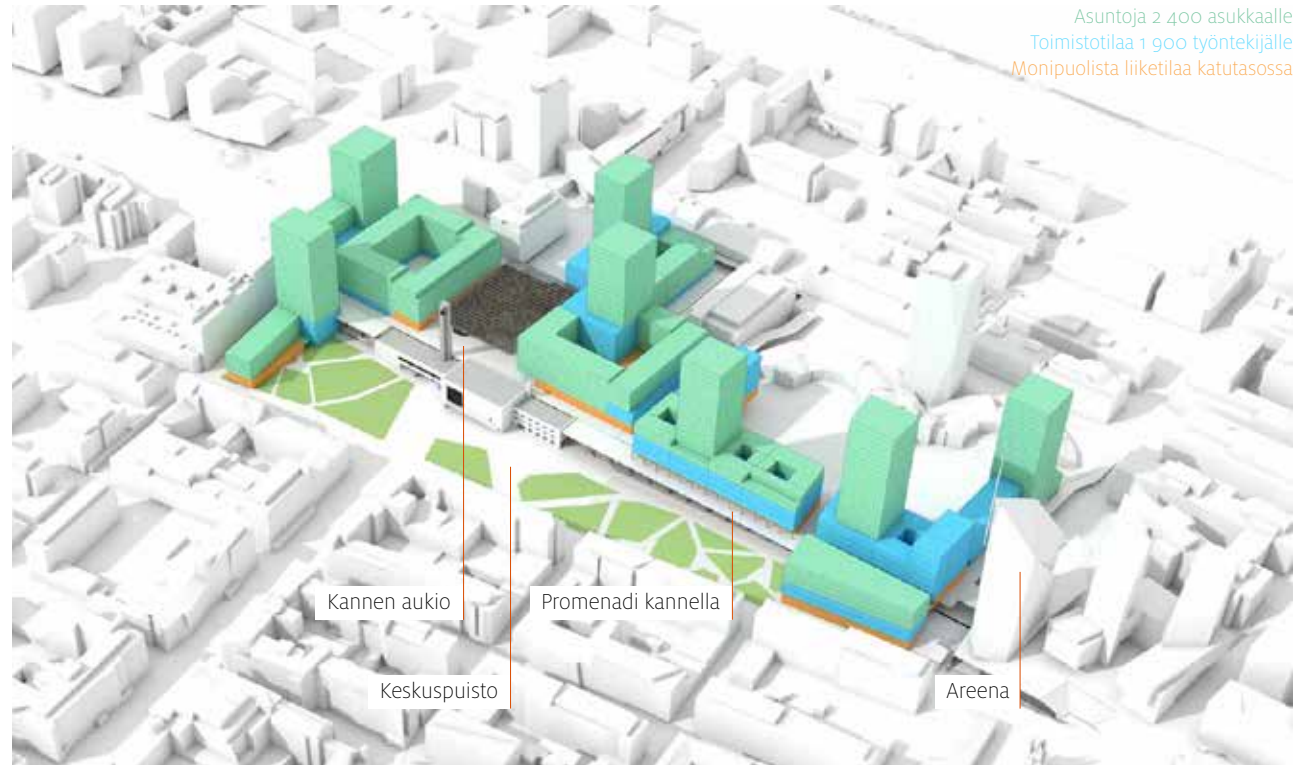 Asuntoja 2 400 asukkaalle
Toimistotilaa 1 900 työntekijälle
Monipuolista liiketilaa katutasossa
Kannen aukio
Promenadi kannella
Keskuspuisto
Areena